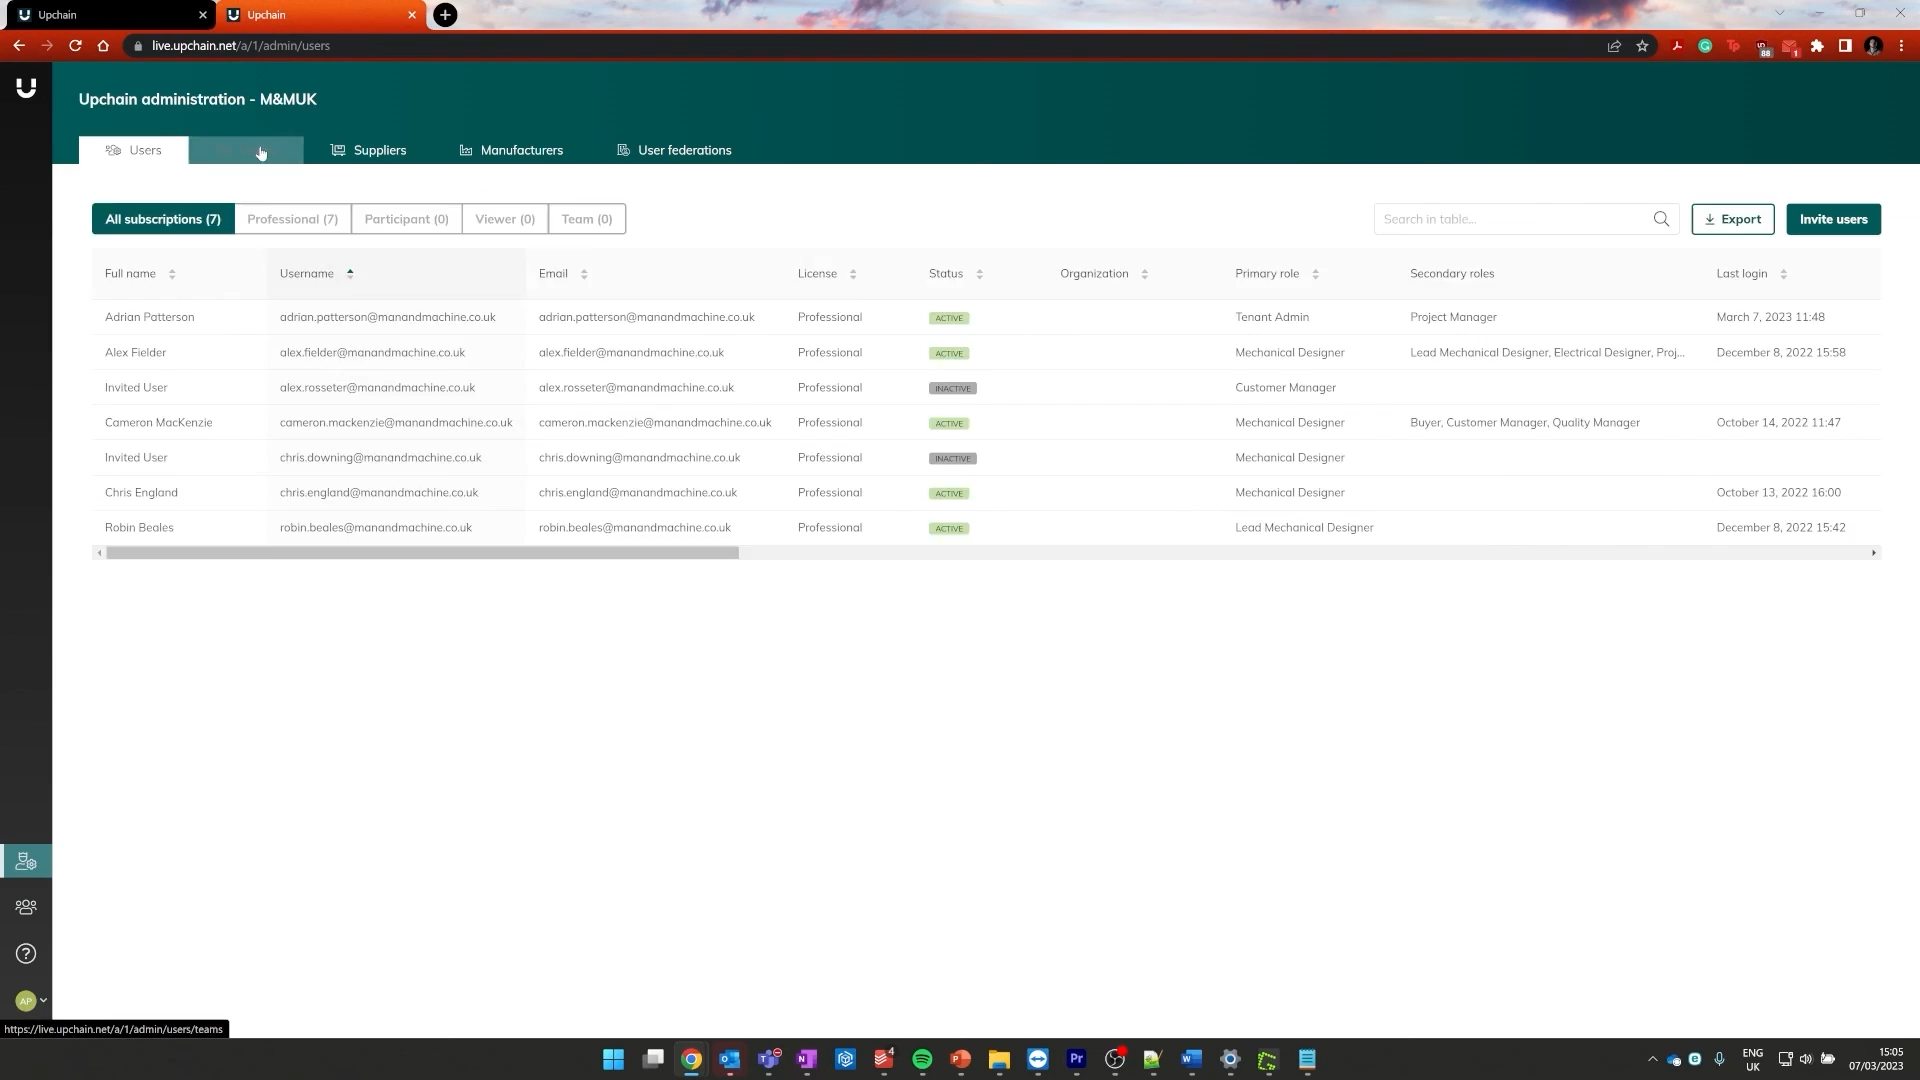 Upchain
Upchain
live.upchain.net/a/1/admin/users
88
1
Upchain administration - M&MUK
Users
Suppliers
Manufacturers
User federations
All subscriptions (7)
Professional (7)
Participant (0)
Viewer (0)
Team (0)
Search in table...
Export
Invite users
Full name Username Email License Status Organization Primary role Secondary roles Last login
Adrian Patterson adrian.patterson@manandmachine.co.uk adrian.patterson@manandmachine.co.uk Professional ACTIVE Tenant Admin Project Manager March 7, 2023 11:48
Alex Fielder alex.fielder@manandmachine.co.uk alex.fielder@manandmachine.co.uk Professional ACTIVE Mechanical Designer Lead Mechanical Designer, Electrical Designer, Proj... December 8, 2022 15:58
Invited User alex.rosseter@manandmachine.co.uk alex.rosseter@manandmachine.co.uk Professional INACTIVE Customer Manager
Cameron MacKenzie cameron.mackenzie@manandmachine.co.uk cameron.mackenzie@manandmachine.co.uk Professional ACTIVE Mechanical Designer Buyer, Customer Manager, Quality Manager October 14, 2022 11:47
Invited User chris.downing@manandmachine.co.uk chris.downing@manandmachine.co.uk Professional INACTIVE Mechanical Designer
Chris England chris.england@manandmachine.co.uk chris.england@manandmachine.co.uk Professional ACTIVE Mechanical Designer October 13, 2022 16:00
Robin Beales robin.beales@manandmachine.co.uk robin.beales@manandmachine.co.uk Professional ACTIVE Lead Mechanical Designer December 8, 2022 15:42
AP
https://live.upchain.net/a/1/admin/users/teams
4
Pr
ENG
UK
15:05
07/03/2023